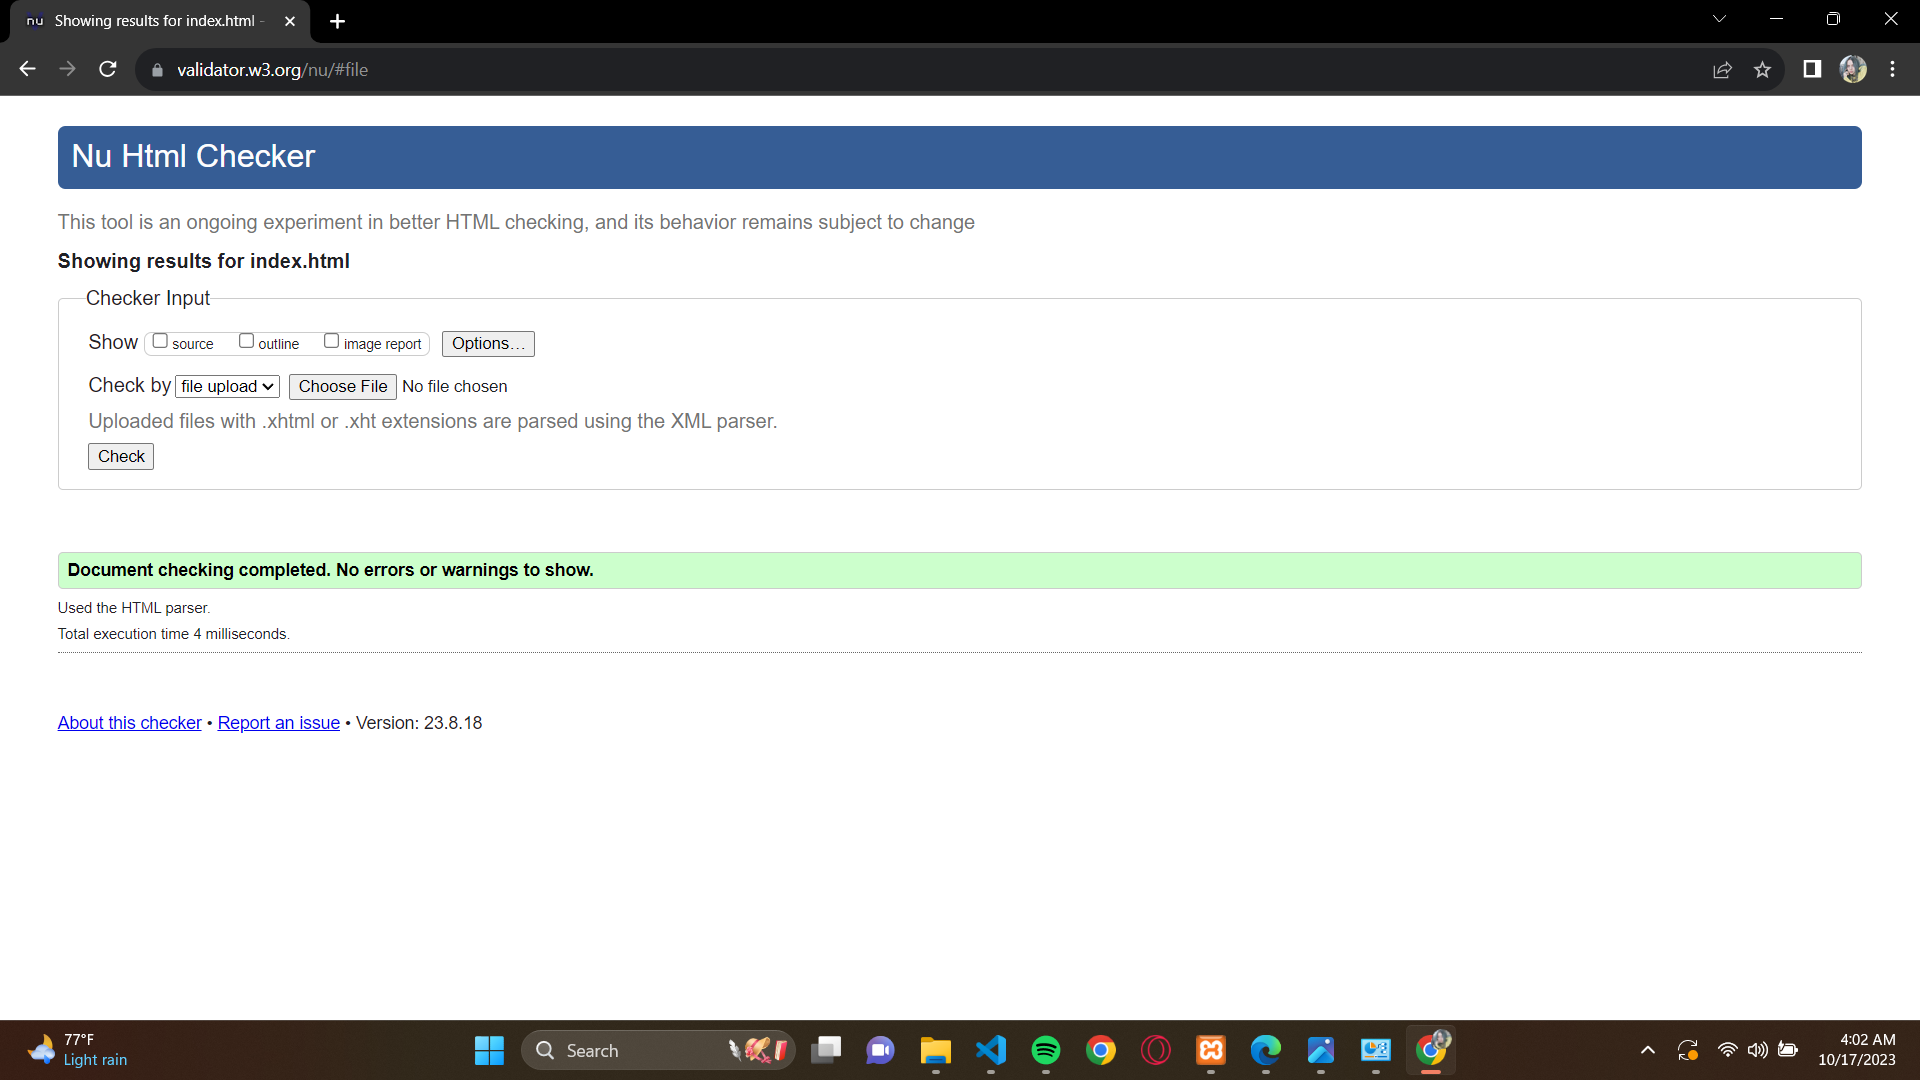 nu Showing results for index.html -
validator.w3.org/nu/#file
Nu Html Checker
This tool is an ongoing experiment in better HTML checking, and its behavior remains subject to change
Showing results for index.html
Checker Input
Show source outline image report Options...
Check by file upload Choose File No file chosen
Uploaded files with .xhtml or .xht extensions are parsed using the XML parser.
Check
Document checking completed. No errors or warnings to show.
Used the HTML parser.
Total execution time 4 milliseconds.
About this checker • Report an issue • Version: 23.8.18
77°F
Light rain
Search
4:02 AM
10/17/2023